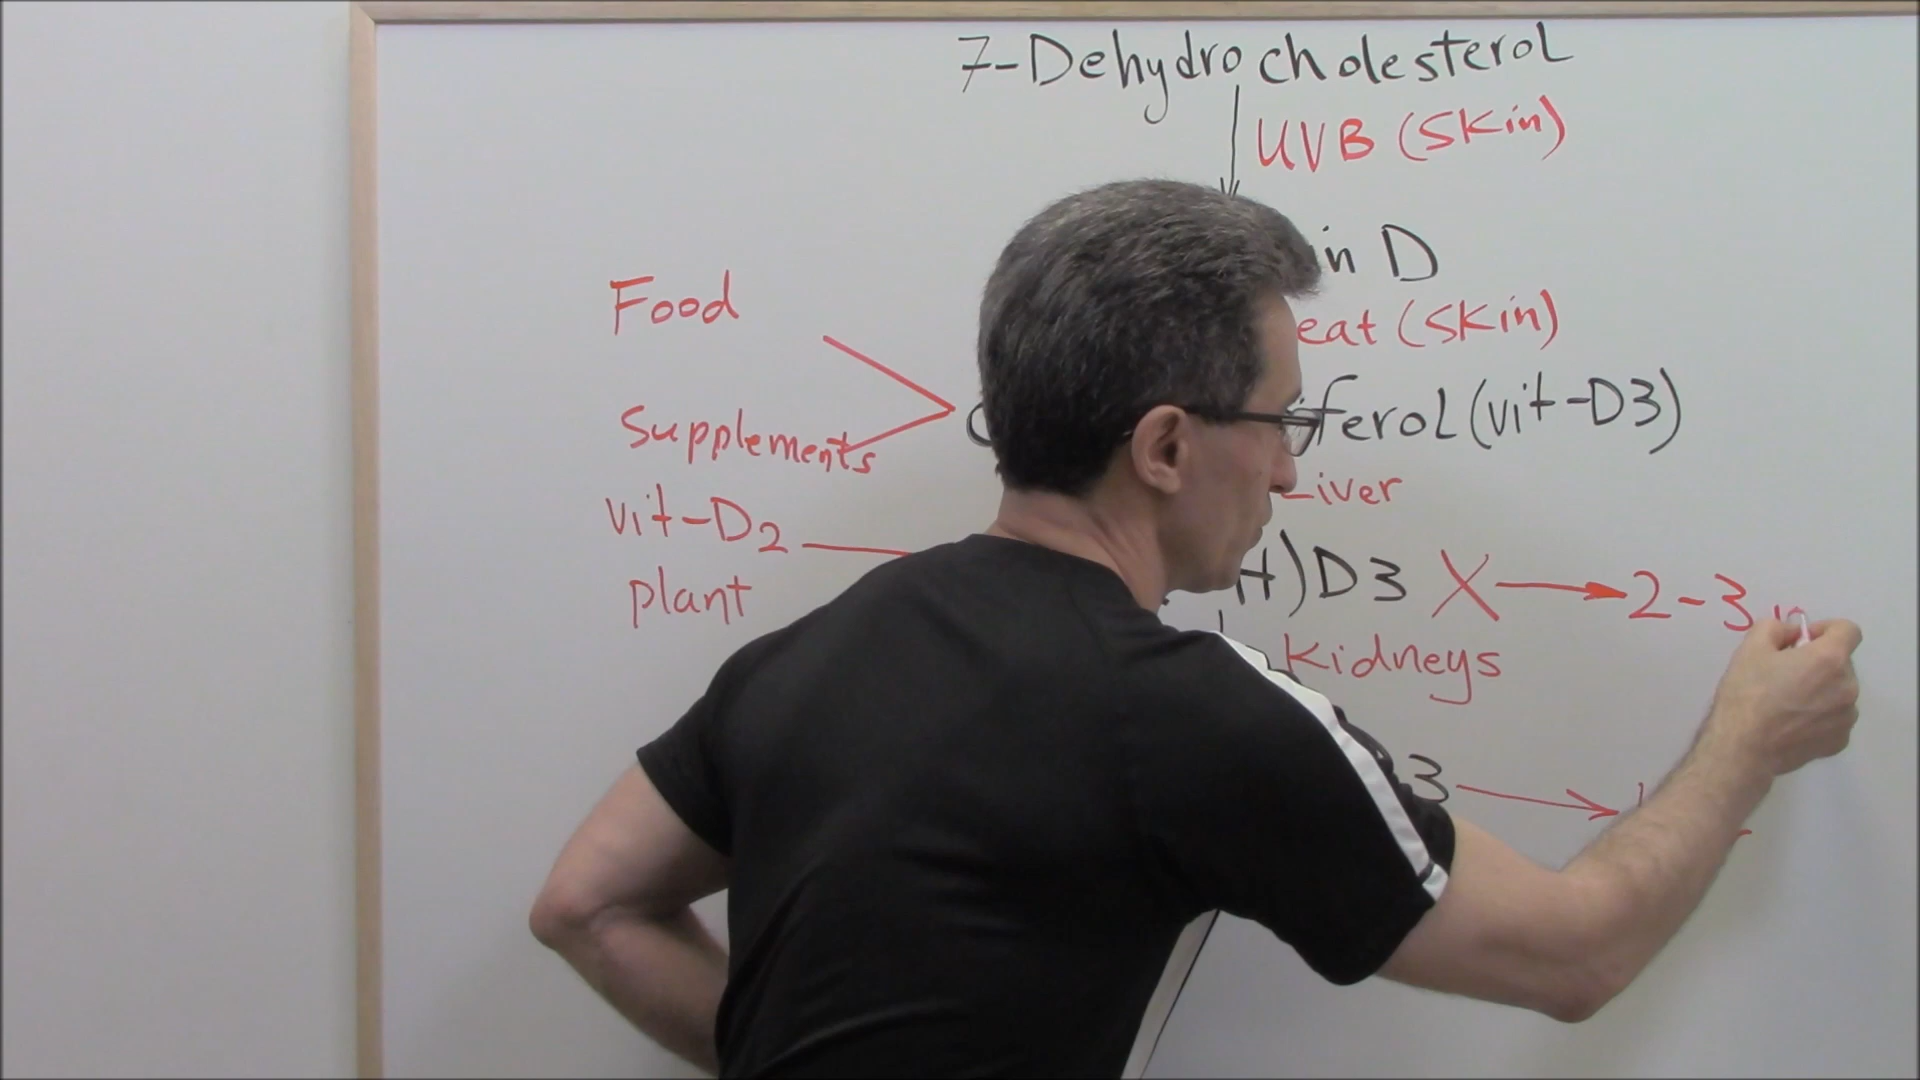 7-Dehydrocholesterol
UVB (Skin)
in D
Food
eat (Skin)
ferol (vit-D3)
Supplements
Liver
vit-D2
H)D3 X → 2-3
plant
Kidneys
3